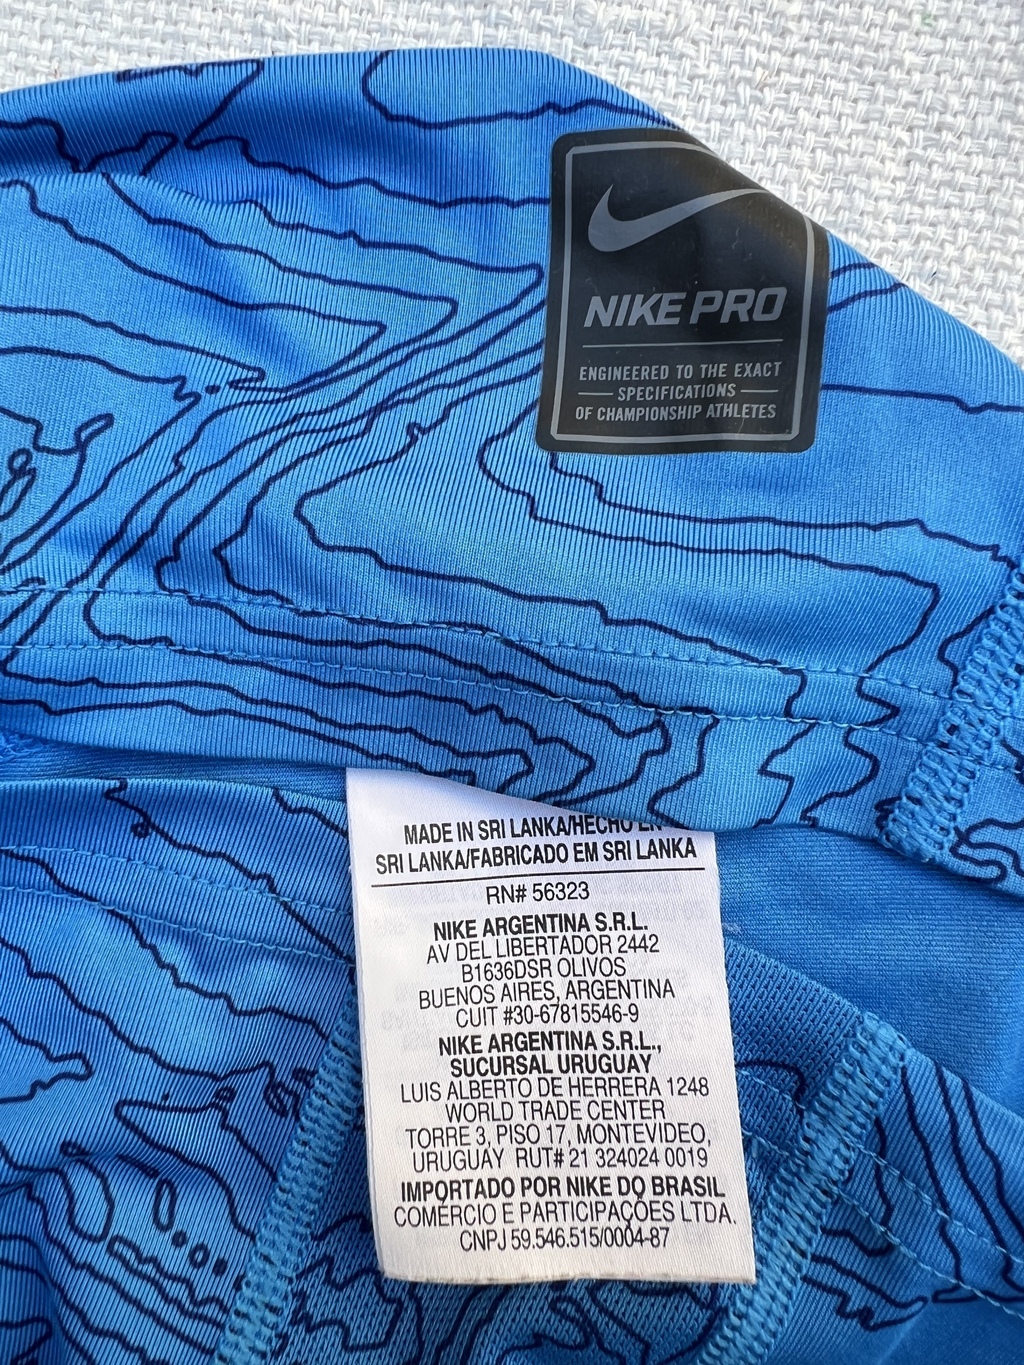 NIKE PRO
ENGINEERED TO THE EXACT
SPECIFICATIONS
OF CHAMPIONSHIP ATHLETES
MADE IN SRI LANKA/HECHO EN
SRI LANKA/FABRICADO EM SRI LANKA
RN# 56323
NIKE ARGENTINA S.R.L.
AV DEL LIBERTADOR 2442
B1636DSR OLIVOS
BUENOS AIRES, ARGENTINA
CUIT #30-67815546-9
NIKE ARGENTINA S.R.L.,
SUCURSAL URUGUAY
LUIS ALBERTO DE HERRERA 1248
WORLD TRADE CENTER
TORRE 3, PISO 17, MONTEVIDEO,
URUGUAY RUT# 21 324024 0019
IMPORTADO POR NIKE DO BRASIL
COMÉRCIO E PARTICIPAÇÕES LTDA.
CNPJ 59.546.515/0004-87